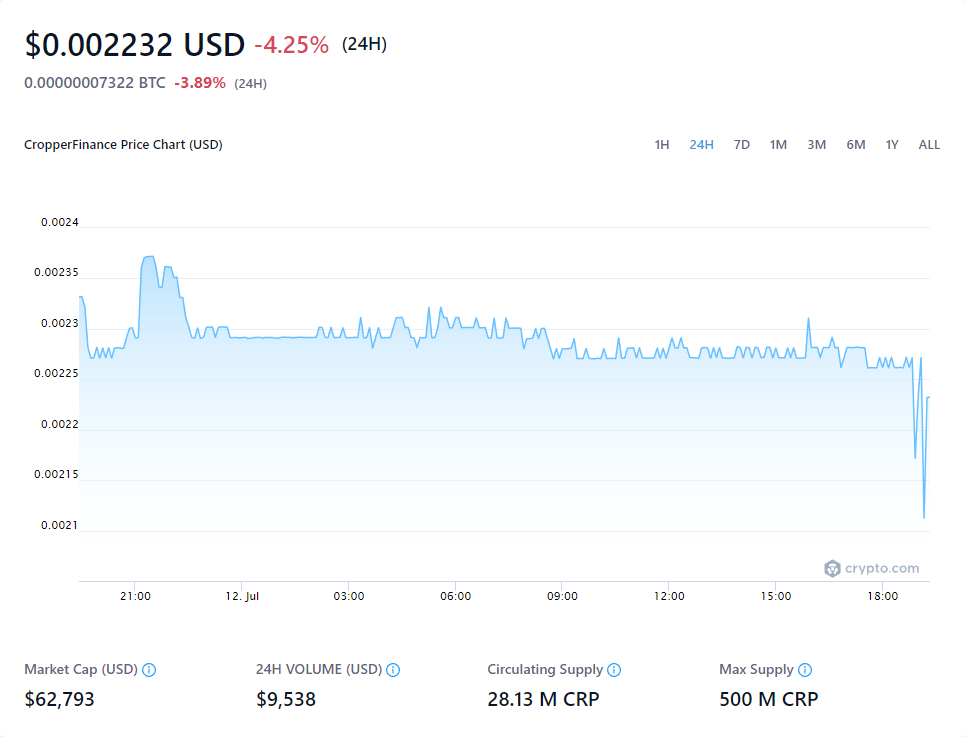 $0.002232 USD -4.25% (24H)
0.00000007322 BTC -3.89% (24H)
CropperFinance Price Chart (USD) 1H 24H 7D 1M 3M 6M 1Y ALL
0.0024
0.00235
0.0023
0.00225
0.0022
0.00215
0.0021
crypto.com
21:00 12. Jul 03:00 06:00 09:00 12:00 15:00 18:00
Market Cap (USD) 24H VOLUME (USD) Circulating Supply Max Supply
$62,793 $9,538 28.13 M CRP 500 M CRP